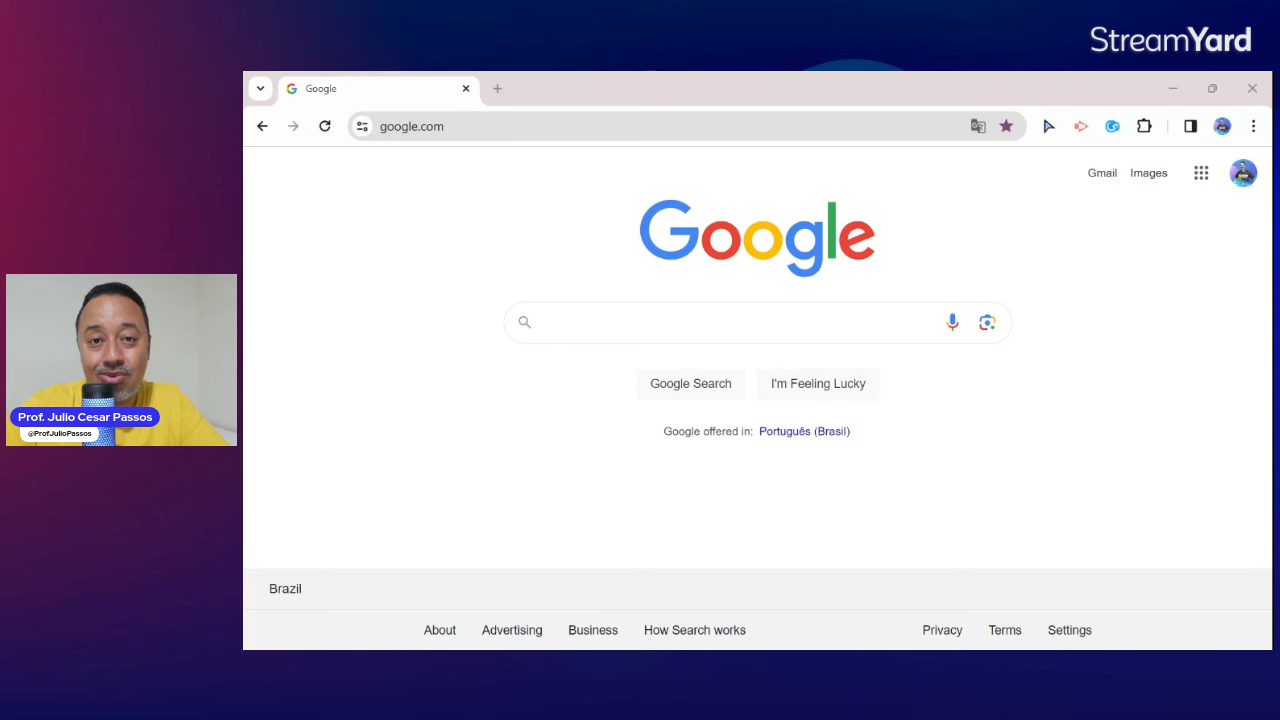 StreamYard
Google
google.com
Gmail Images
Google
Google Search I'm Feeling Lucky
Google offered in: Português (Brasil)
Prof. Julio Cesar Passos
@ProfJulioPassos
Brazil
About Advertising Business How Search works Privacy Terms Settings